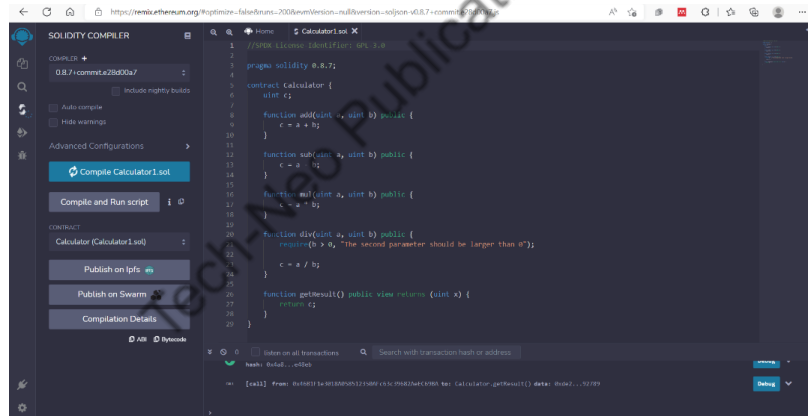 https://remix.ethereum.org/#optimize=false&runs=200&evmVersion=null&version=soljson-v0.8.7+commit.e28d00a7.js
SOLIDITY COMPILER
COMPILER +
0.8.7+commit.e28d00a7
Include nightly builds
Auto compile
Hide warnings
Advanced Configurations
Compile Calculator1.sol
Compile and Run script
CONTRACT
Calculator (Calculator1.sol)
Publish on Ipfs
Publish on Swarm
Compilation Details
ABI Bytecode
Home
Calculator1.sol X
1 //SPDX License Identifier: GPL-3.0
2
3 pragma solidity 0.8.7;
4
5 contract Calculator {
6 uint c;
7
8 function add(uint a, uint b) public {
9 c = a + b;
10 }
11
12 function sub(uint a, uint b) public {
13 c = a - b;
14 }
15
16 function mul(uint a, uint b) public {
17 c = a * b;
18 }
19
20 function div(uint a, uint b) public {
21 require(b > 0, "The second parameter should be larger than 0");
22
23 c = a / b;
24 }
25
26 function getResult() public view returns (uint x) {
27 return c;
28 }
29 }
Tech-Neo
0 listen on all transactions Search with transaction hash or address
Debug
[call] to: Calculator.getResult() Debug